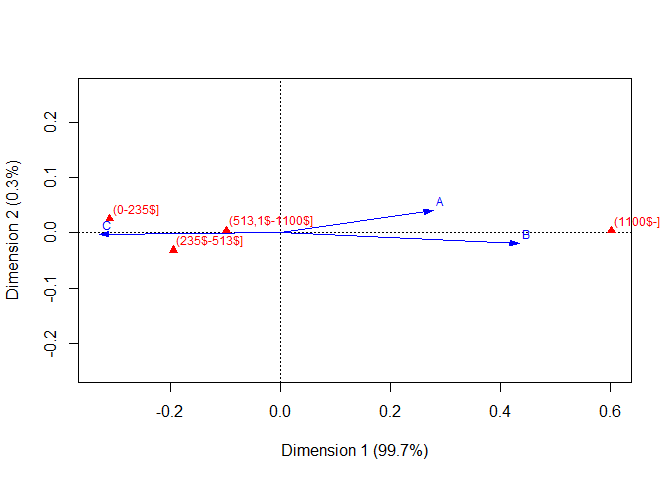 0.2
0.1
0.0
-0.1
-0.2
Dimension 2 (0.3%)
A
(0-235$]
(513,1$-1100$]
(1100$-]
C
B
(235$-513$]
-0.2
0.0
0.2
0.4
0.6
Dimension 1 (99.7%)